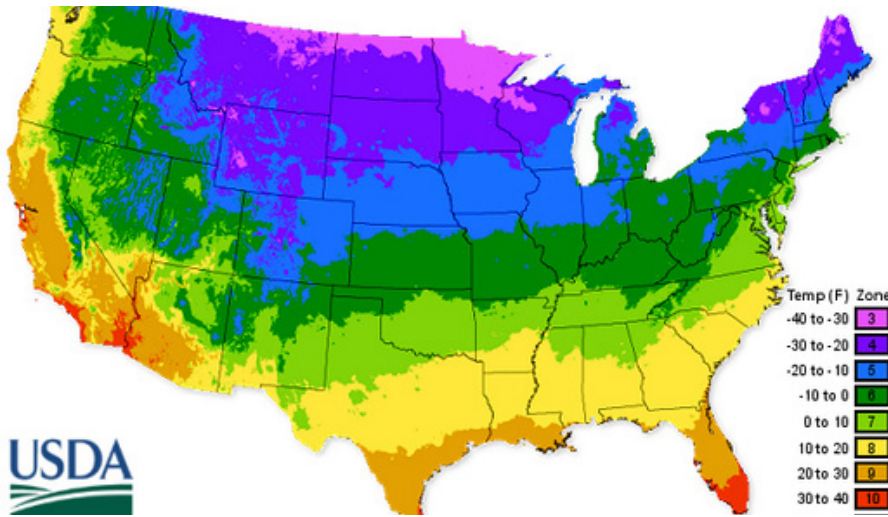 Temp (F) Zone
-40 to -30 3
-30 to -20 4
-20 to -10 5
-10 to 0 6
0 to 10 7
10 to 20 8
20 to 30 9
30 to 40 10
USDA